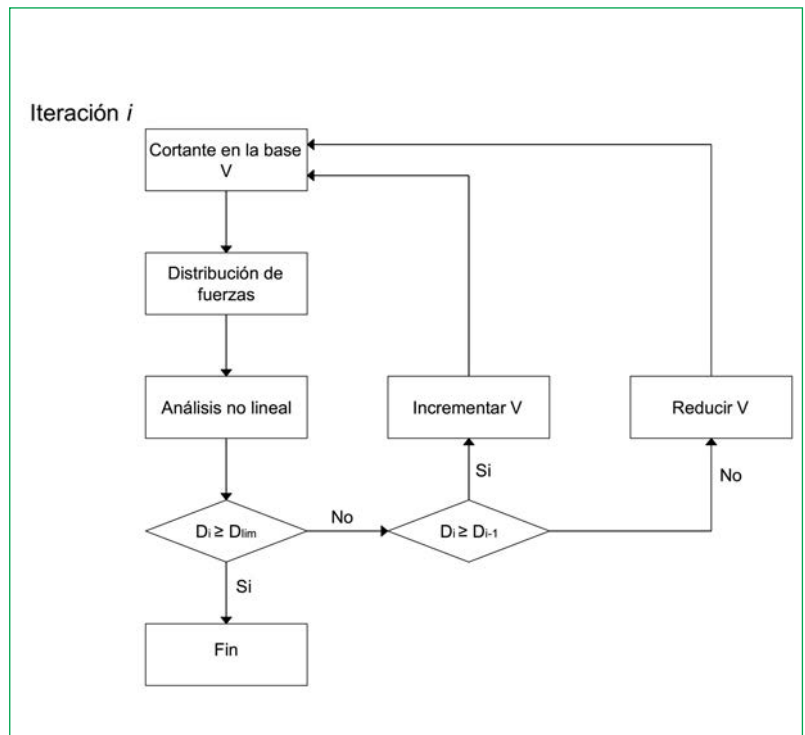 Iteración i
Cortante en la base
V
Distribución de
fuerzas
Análisis no lineal
Incrementar V
Reducir V
Si
No
Di ≥ Dlim
No
Di ≥ Di-1
Si
Fin